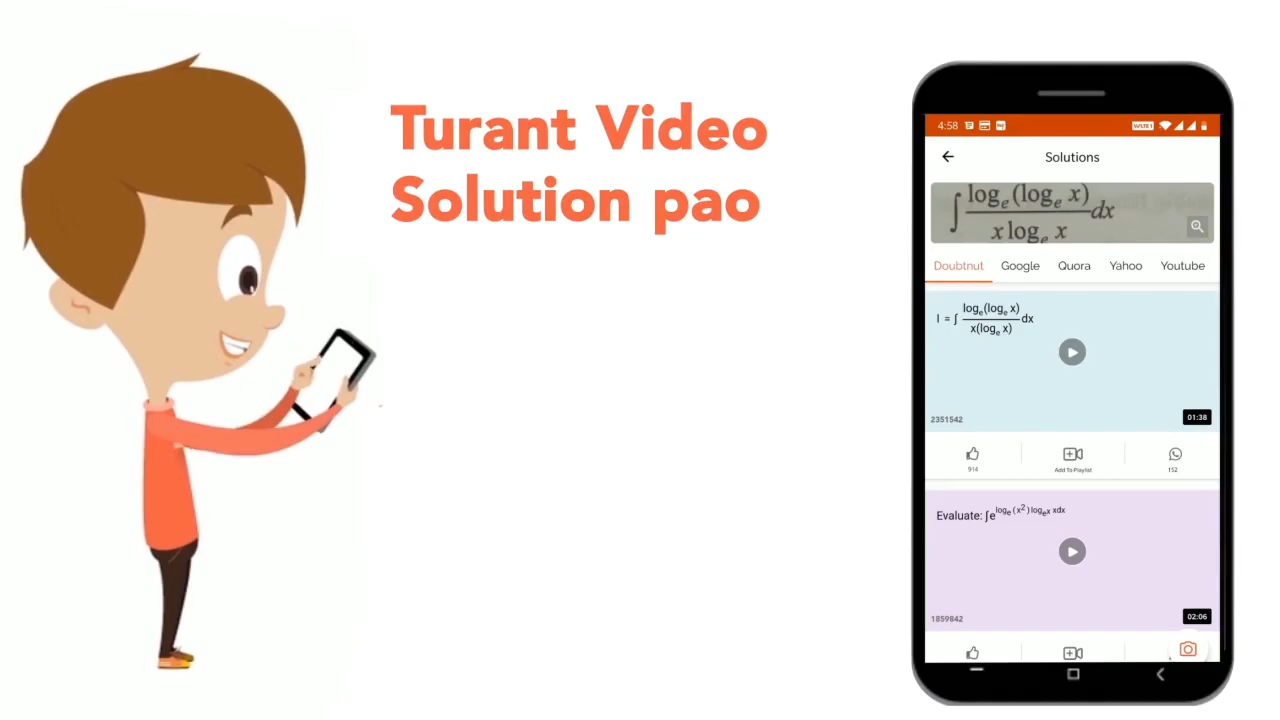 Turant Video
Solution pao
4:58
VoLTE1
Solutions
∫ logₑ(logₑ x) / x logₑ x dx
Doubtnut Google Quora Yahoo Youtube
I = ∫ logₑ(logₑ x) / x(logₑ x) dx
2351542 01:38
914 Add To Playlist 152
Evaluate: ∫e^logₑ(x²)logₑx xdx
1859842 02:06